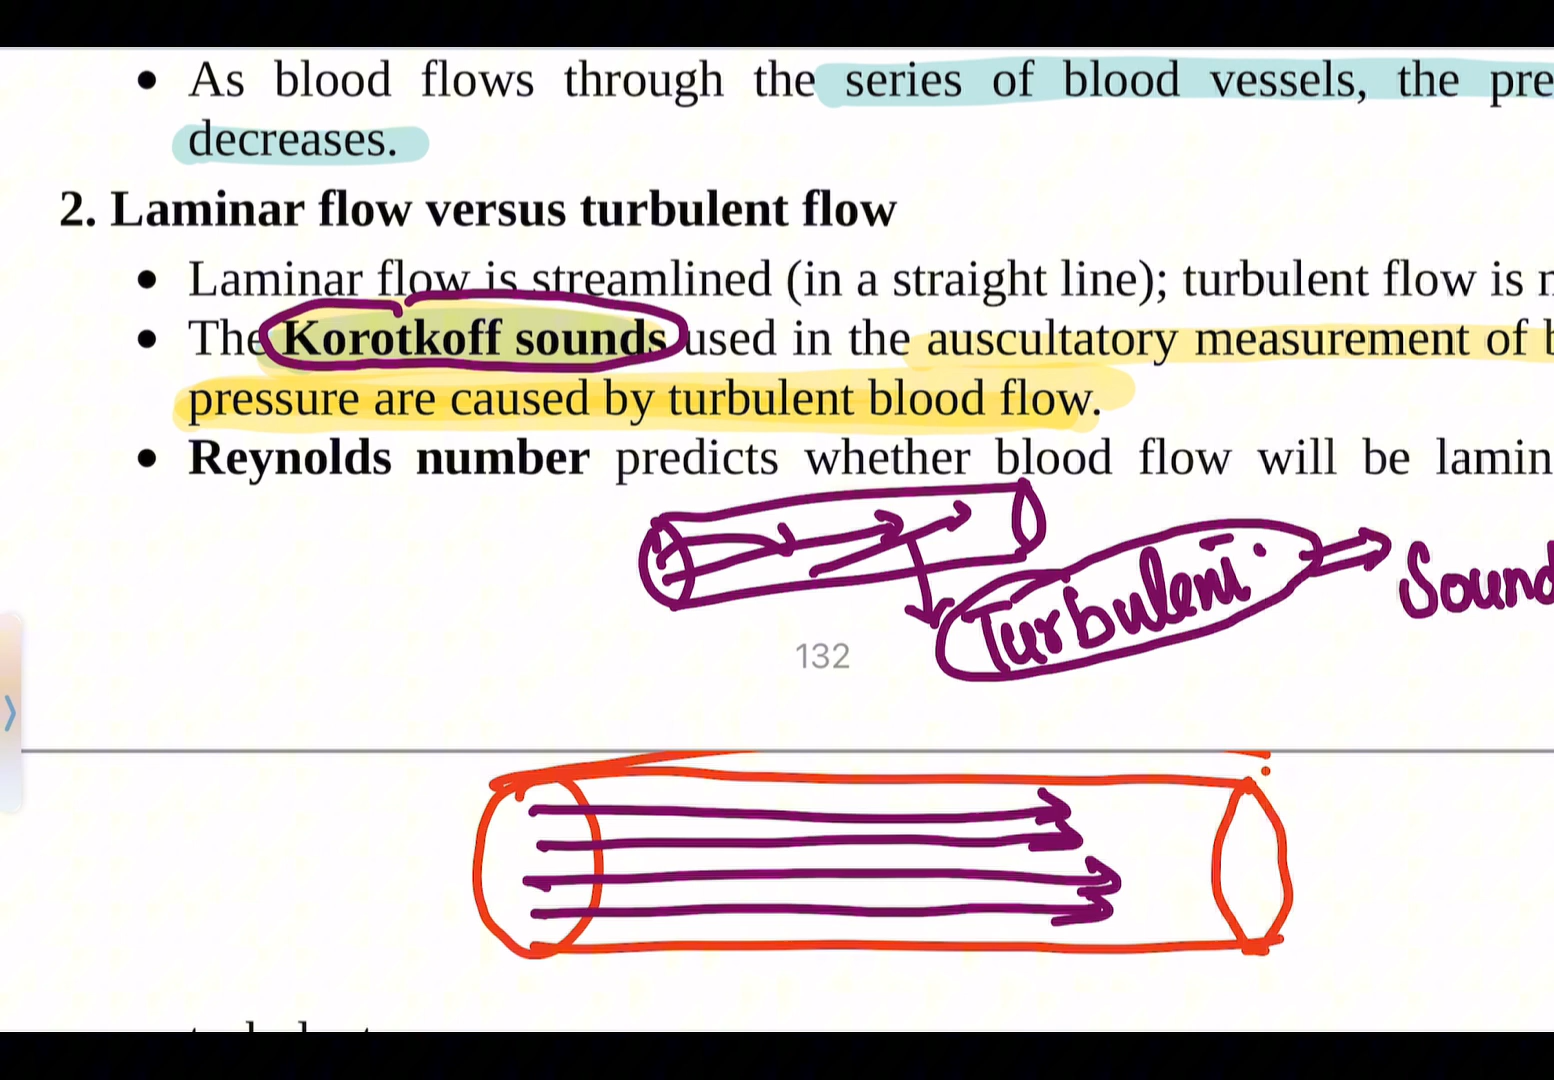 • As blood flows through the series of blood vessels, the pre
decreases.
2. Laminar flow versus turbulent flow
• Laminar flow is streamlined (in a straight line); turbulent flow is
• The Korotkoff sounds used in the auscultatory measurement of
pressure are caused by turbulent blood flow.
• Reynolds number predicts whether blood flow will be lamin
Turbulent
Sound
132